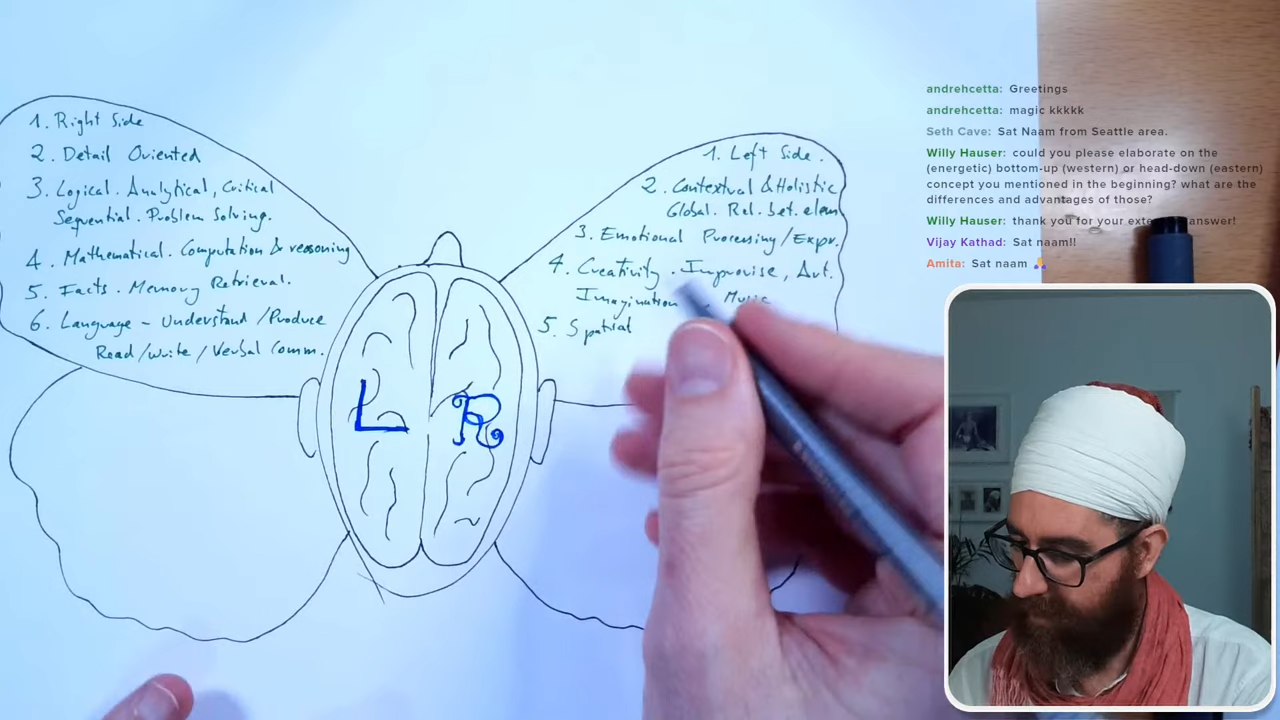 1. Right Side
2. Detail Oriented
3. Logical. Analytical, Critical
Sequential. Problem Solving.
4. Mathematical. Computation & reasoning
5. Facts. Memory Retrieval.
6. Language - Understand / Produce
Read / Write / Verbal Comm.
L
R
1. Left Side.
2. Contextual & Holistic
Global. Rel. bet. elem
3. Emotional Processing / Expr.
4. Creativity. Improvise, Art.
Imagination Music
5. Spatial
andrehcetta: Greetings
andrehcetta: magic kkkkk
Seth Cave: Sat Naam from Seattle area.
Willy Hauser: could you please elaborate on the
(energetic) bottom-up (western) or head-down (eastern)
concept you mentioned in the beginning? what are the
differences and advantages of those?
Willy Hauser: thank you for your answer!
Vijay Kathad: Sat naam!!
Amita: Sat naam 🙏